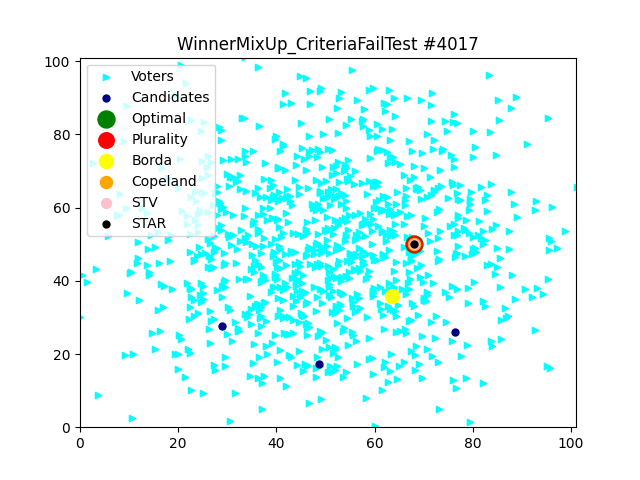 WinnerMixUp_CriteriaFailTest #4017
100
80
60
40
20
0
0 20 40 60 80 100
Voters
Candidates
Optimal
Plurality
Borda
Copeland
STV
STAR